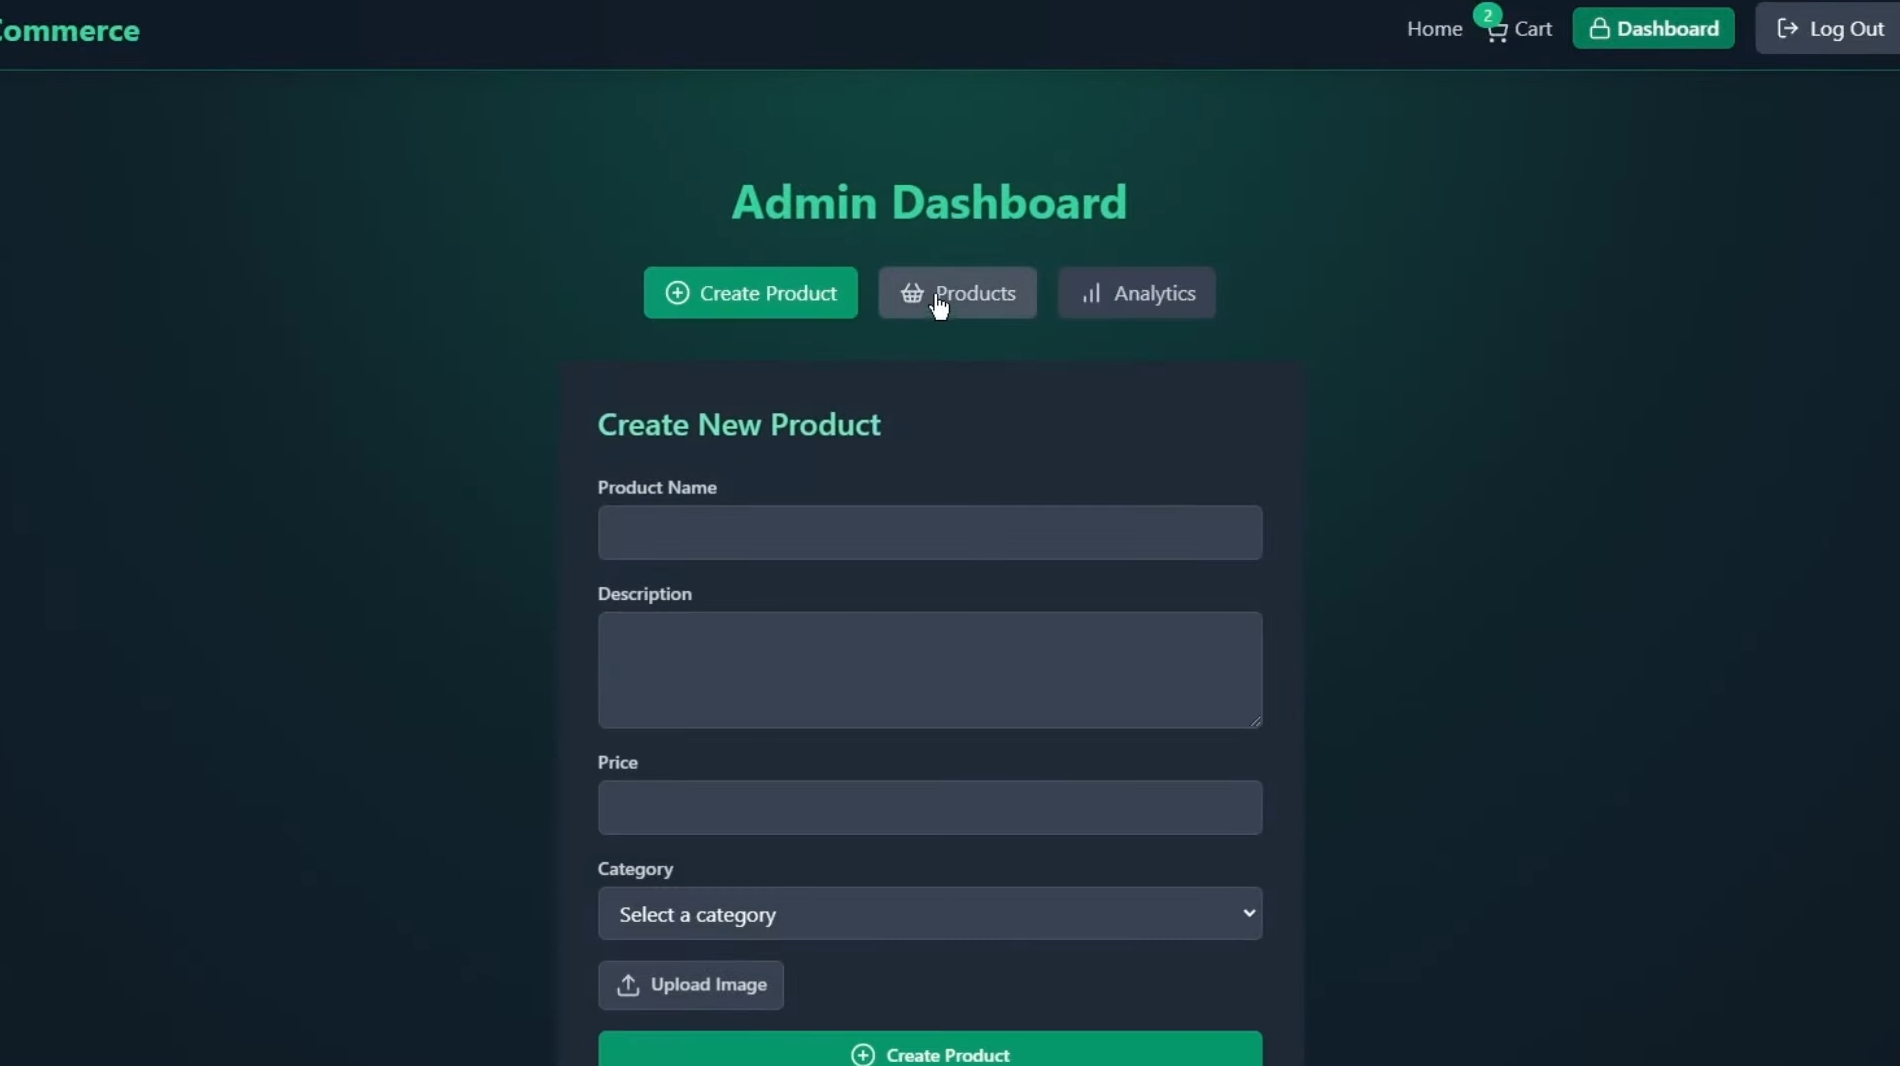 Commerce
Home 2 Cart Dashboard Log Out
Admin Dashboard
Create Product Products Analytics
Create New Product
Product Name
Description
Price
Category
Select a category
Upload Image
Create Product